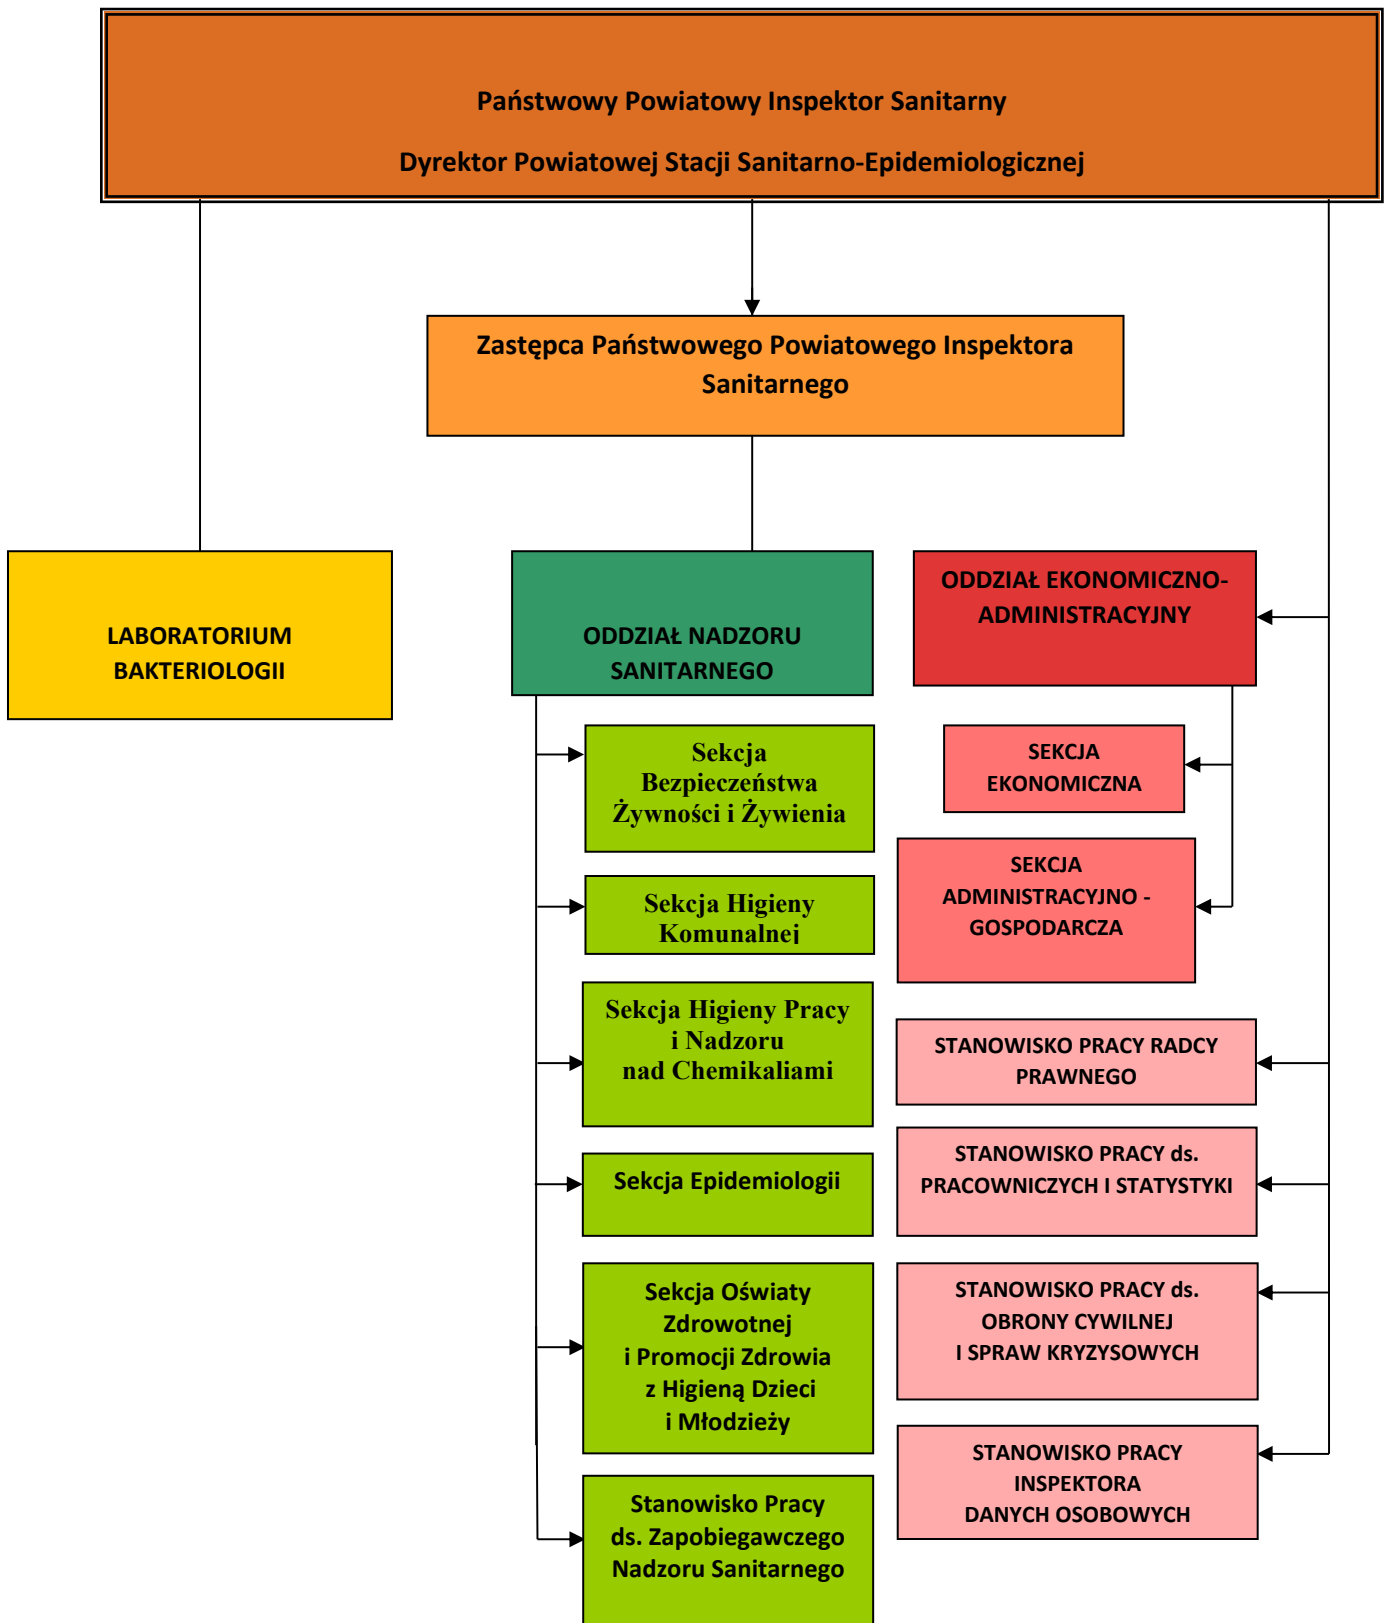 Państwowy Powiatowy Inspektor Sanitarny
Dyrektor Powiatowej Stacji Sanitarno-Epidemiologicznej
Zastępca Państwowego Powiatowego Inspektora
Sanitarnego
LABORATORIUM
BAKTERIOLOGII
ODDZIAŁ NADZORU
SANITARNEGO
Sekcja
Bezpieczeństwa
Żywności i Żywienia
Sekcja Higieny
Komunalnej
Sekcja Higieny Pracy
i Nadzoru
nad Chemikaliami
Sekcja Epidemiologii
Sekcja Oświaty
Zdrowotnej
i Promocji Zdrowia
z Higieną Dzieci
i Młodzieży
Stanowisko Pracy
ds. Zapobiegawczego
Nadzoru Sanitarnego
ODDZIAŁ EKONOMICZNO-
ADMINISTRACYJNY
SEKCJA
EKONOMICZNA
SEKCJA
ADMINISTRACYJNO -
GOSPODARCZA
STANOWISKO PRACY RADCY
PRAWNEGO
STANOWISKO PRACY ds.
PRACOWNICZYCH I STATYSTYKI
STANOWISKO PRACY ds.
OBRONY CYWILNEJ
I SPRAW KRYZYSOWYCH
STANOWISKO PRACY
INSPEKTORA
DANYCH OSOBOWYCH